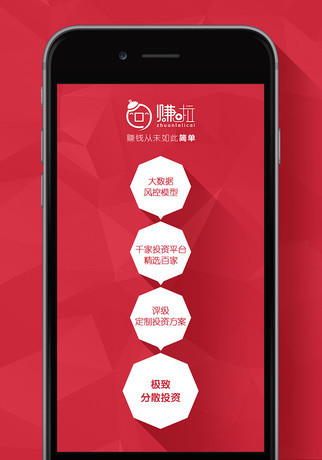 赚啦
zhuanlalicai
赚钱从未如此简单
大数据
风控模型
千家投资平台
精选百家
评级
定制投资方案
极致
分散投资